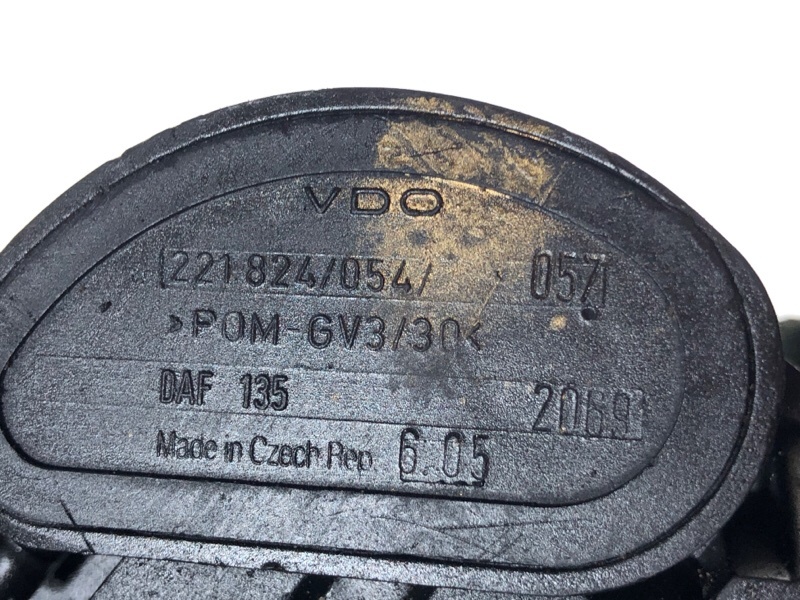 VDO
221 824/054/ 057
>POM-GV3/30<
DAF 135 2069
Made in Czech Rep. 6.05